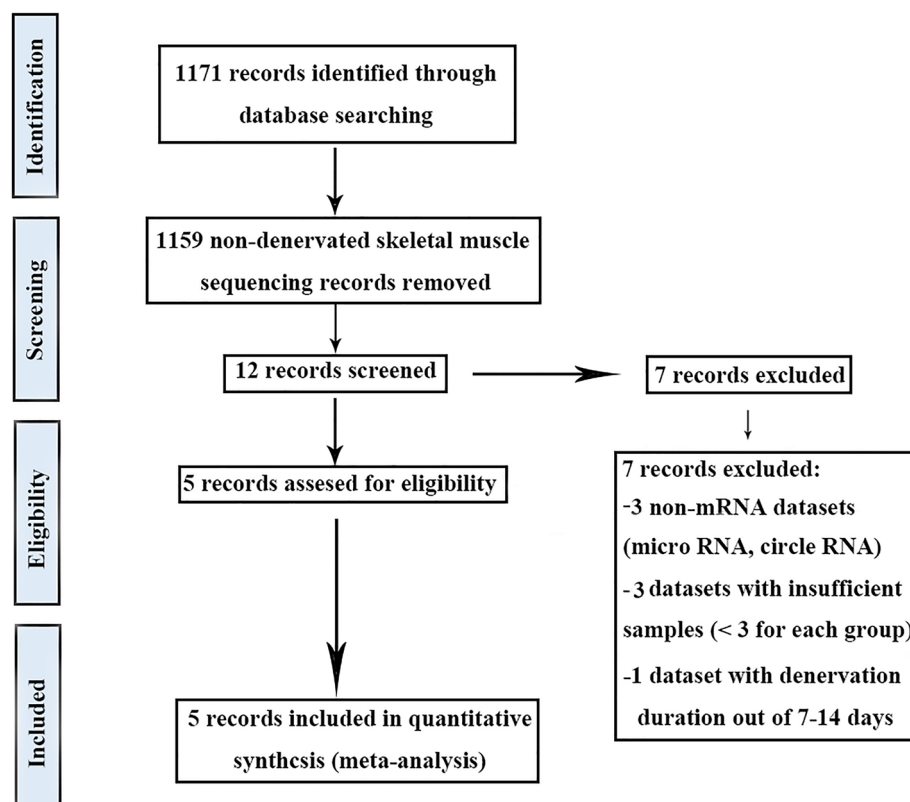 Identification
1171 records identified through
database searching
Screening
1159 non-denervated skeletal muscle
sequencing records removed
12 records screened
7 records excluded
Eligibility
5 records assesed for eligibility
7 records excluded:
-3 non-mRNA datasets
(micro RNA, circle RNA)
-3 datasets with insufficient
samples (< 3 for each group)
-1 dataset with denervation
duration out of 7-14 days
Included
5 records included in quantitative
synthesis (meta-analysis)